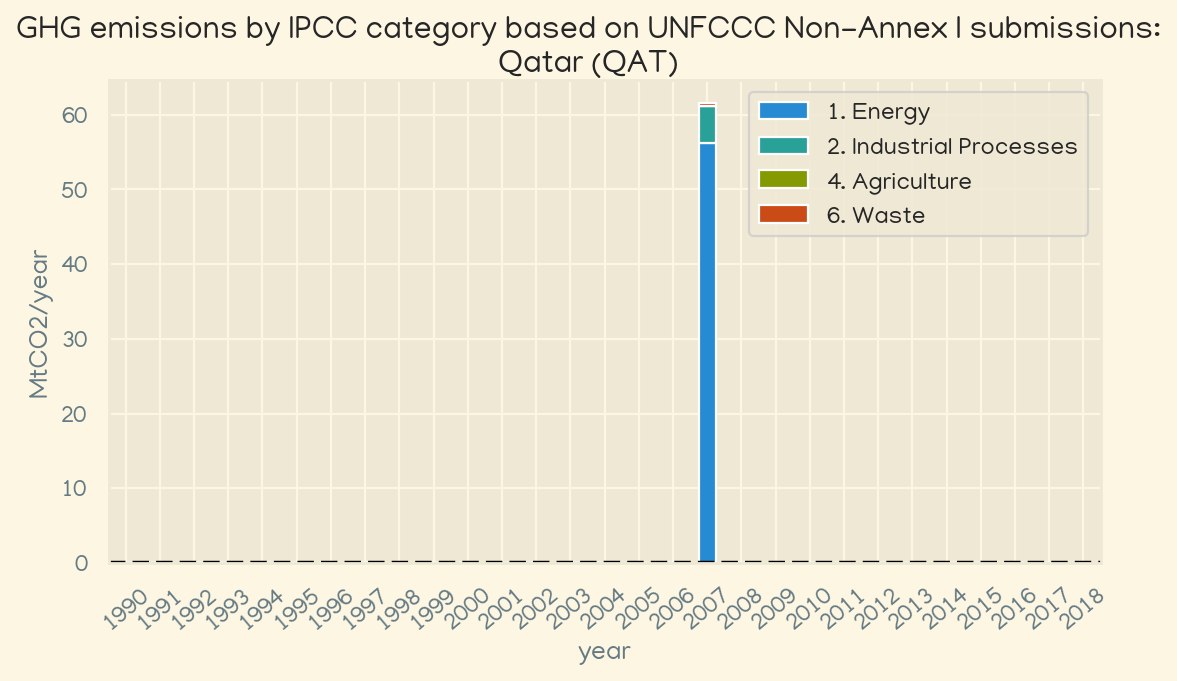 GHG emissions by IPCC category based on UNFCCC Non-Annex I submissions:
Qatar (QAT)
1. Energy
2. Industrial Processes
4. Agriculture
6. Waste
MtCO2/year
60
50
40
30
20
10
0
1990 1991 1992 1993 1994 1995 1996 1997 1998 1999 2000 2001 2002 2003 2004 2005 2006 2007 2008 2009 2010 2011 2012 2013 2014 2015 2016 2017 2018
year